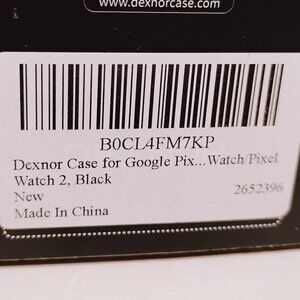 www.dexnorcase.com
B0CL4FM7KP
Dexnor Case for Google Pix...Watch/Pixel
Watch 2, Black
New
2652396
Made In China